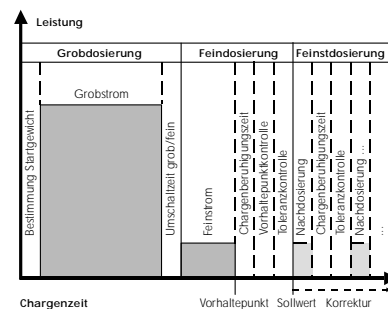 Leistung
Grobdosierung Feindosierung Feinstdosierung
Grobstrom
Bestimmung Startgewicht
Umschaltzeit grob/fein
Feinstrom
Chargenberuhigungszeit
Vorhaltepunktkontrolle
Toleranzkontrolle
Nachdosierung
Chargenberuhigungszeit
Toleranzkontrolle
Nachdosierung ...
...
Chargenzeit Vorhaltepunkt Sollwert Korrektur